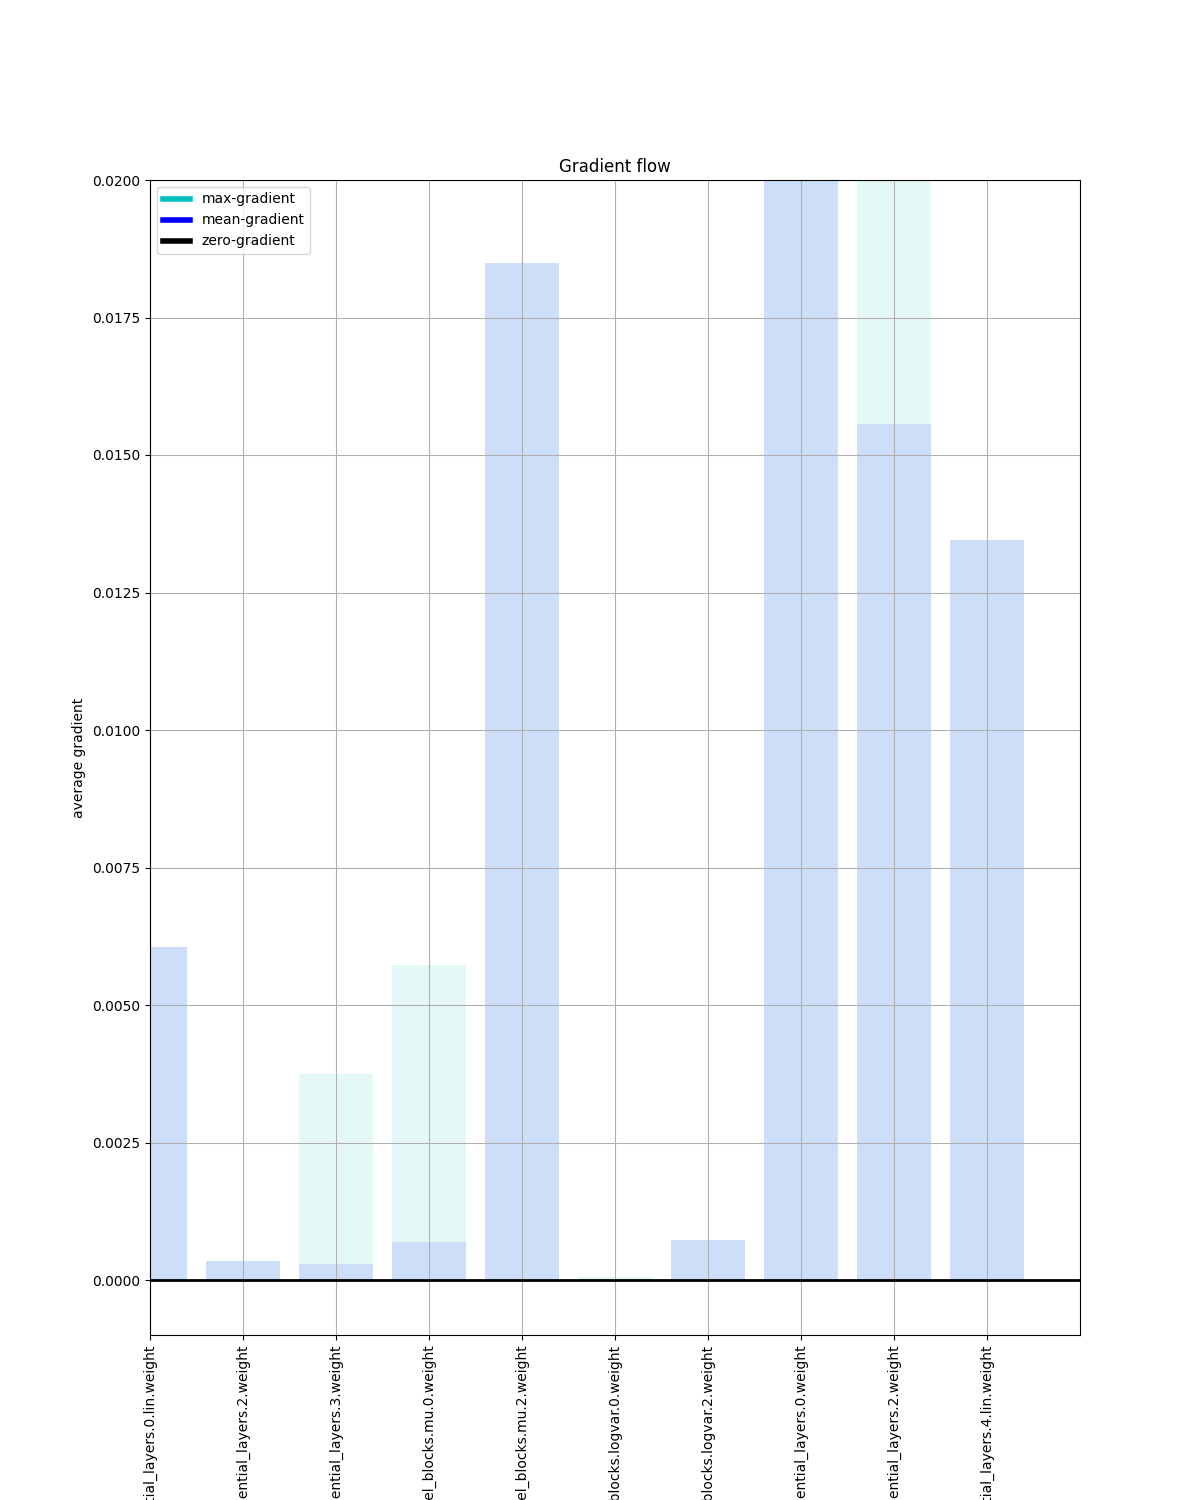 Gradient flow
max-gradient
mean-gradient
zero-gradient
0.0200
0.0175
0.0150
0.0125
0.0100
0.0075
0.0050
0.0025
0.0000
average gradient
tial_layers.0.lin.weight
ential_layers.2.weight
ential_layers.3.weight
el_blocks.mu.0.weight
el_blocks.mu.2.weight
blocks.logvar.0.weight
blocks.logvar.2.weight
ential_layers.0.weight
ential_layers.2.weight
tial_layers.4.lin.weight